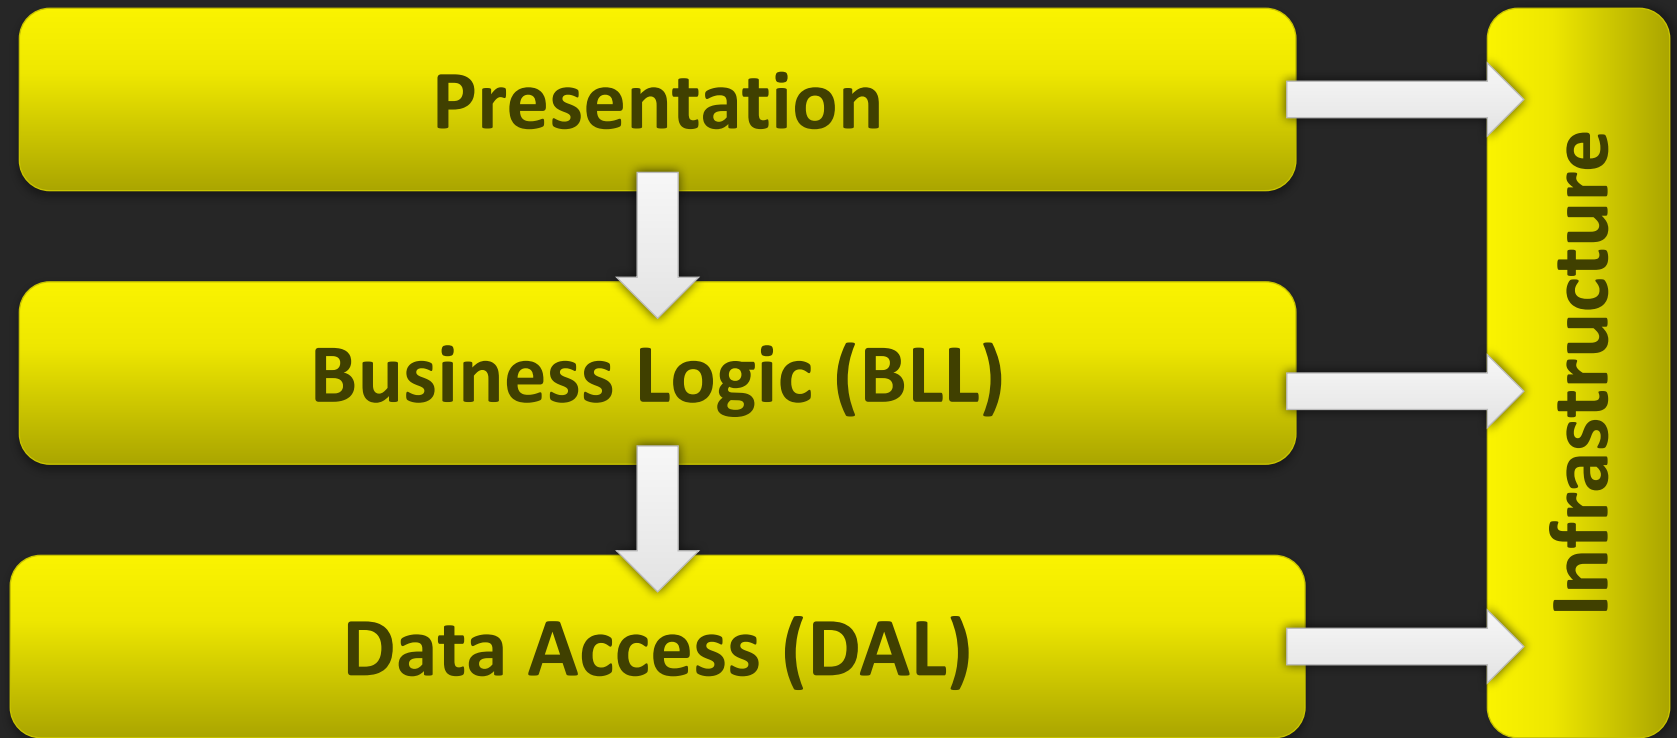 Presentation
Business Logic (BLL)
Data Access (DAL)
Infrastructure